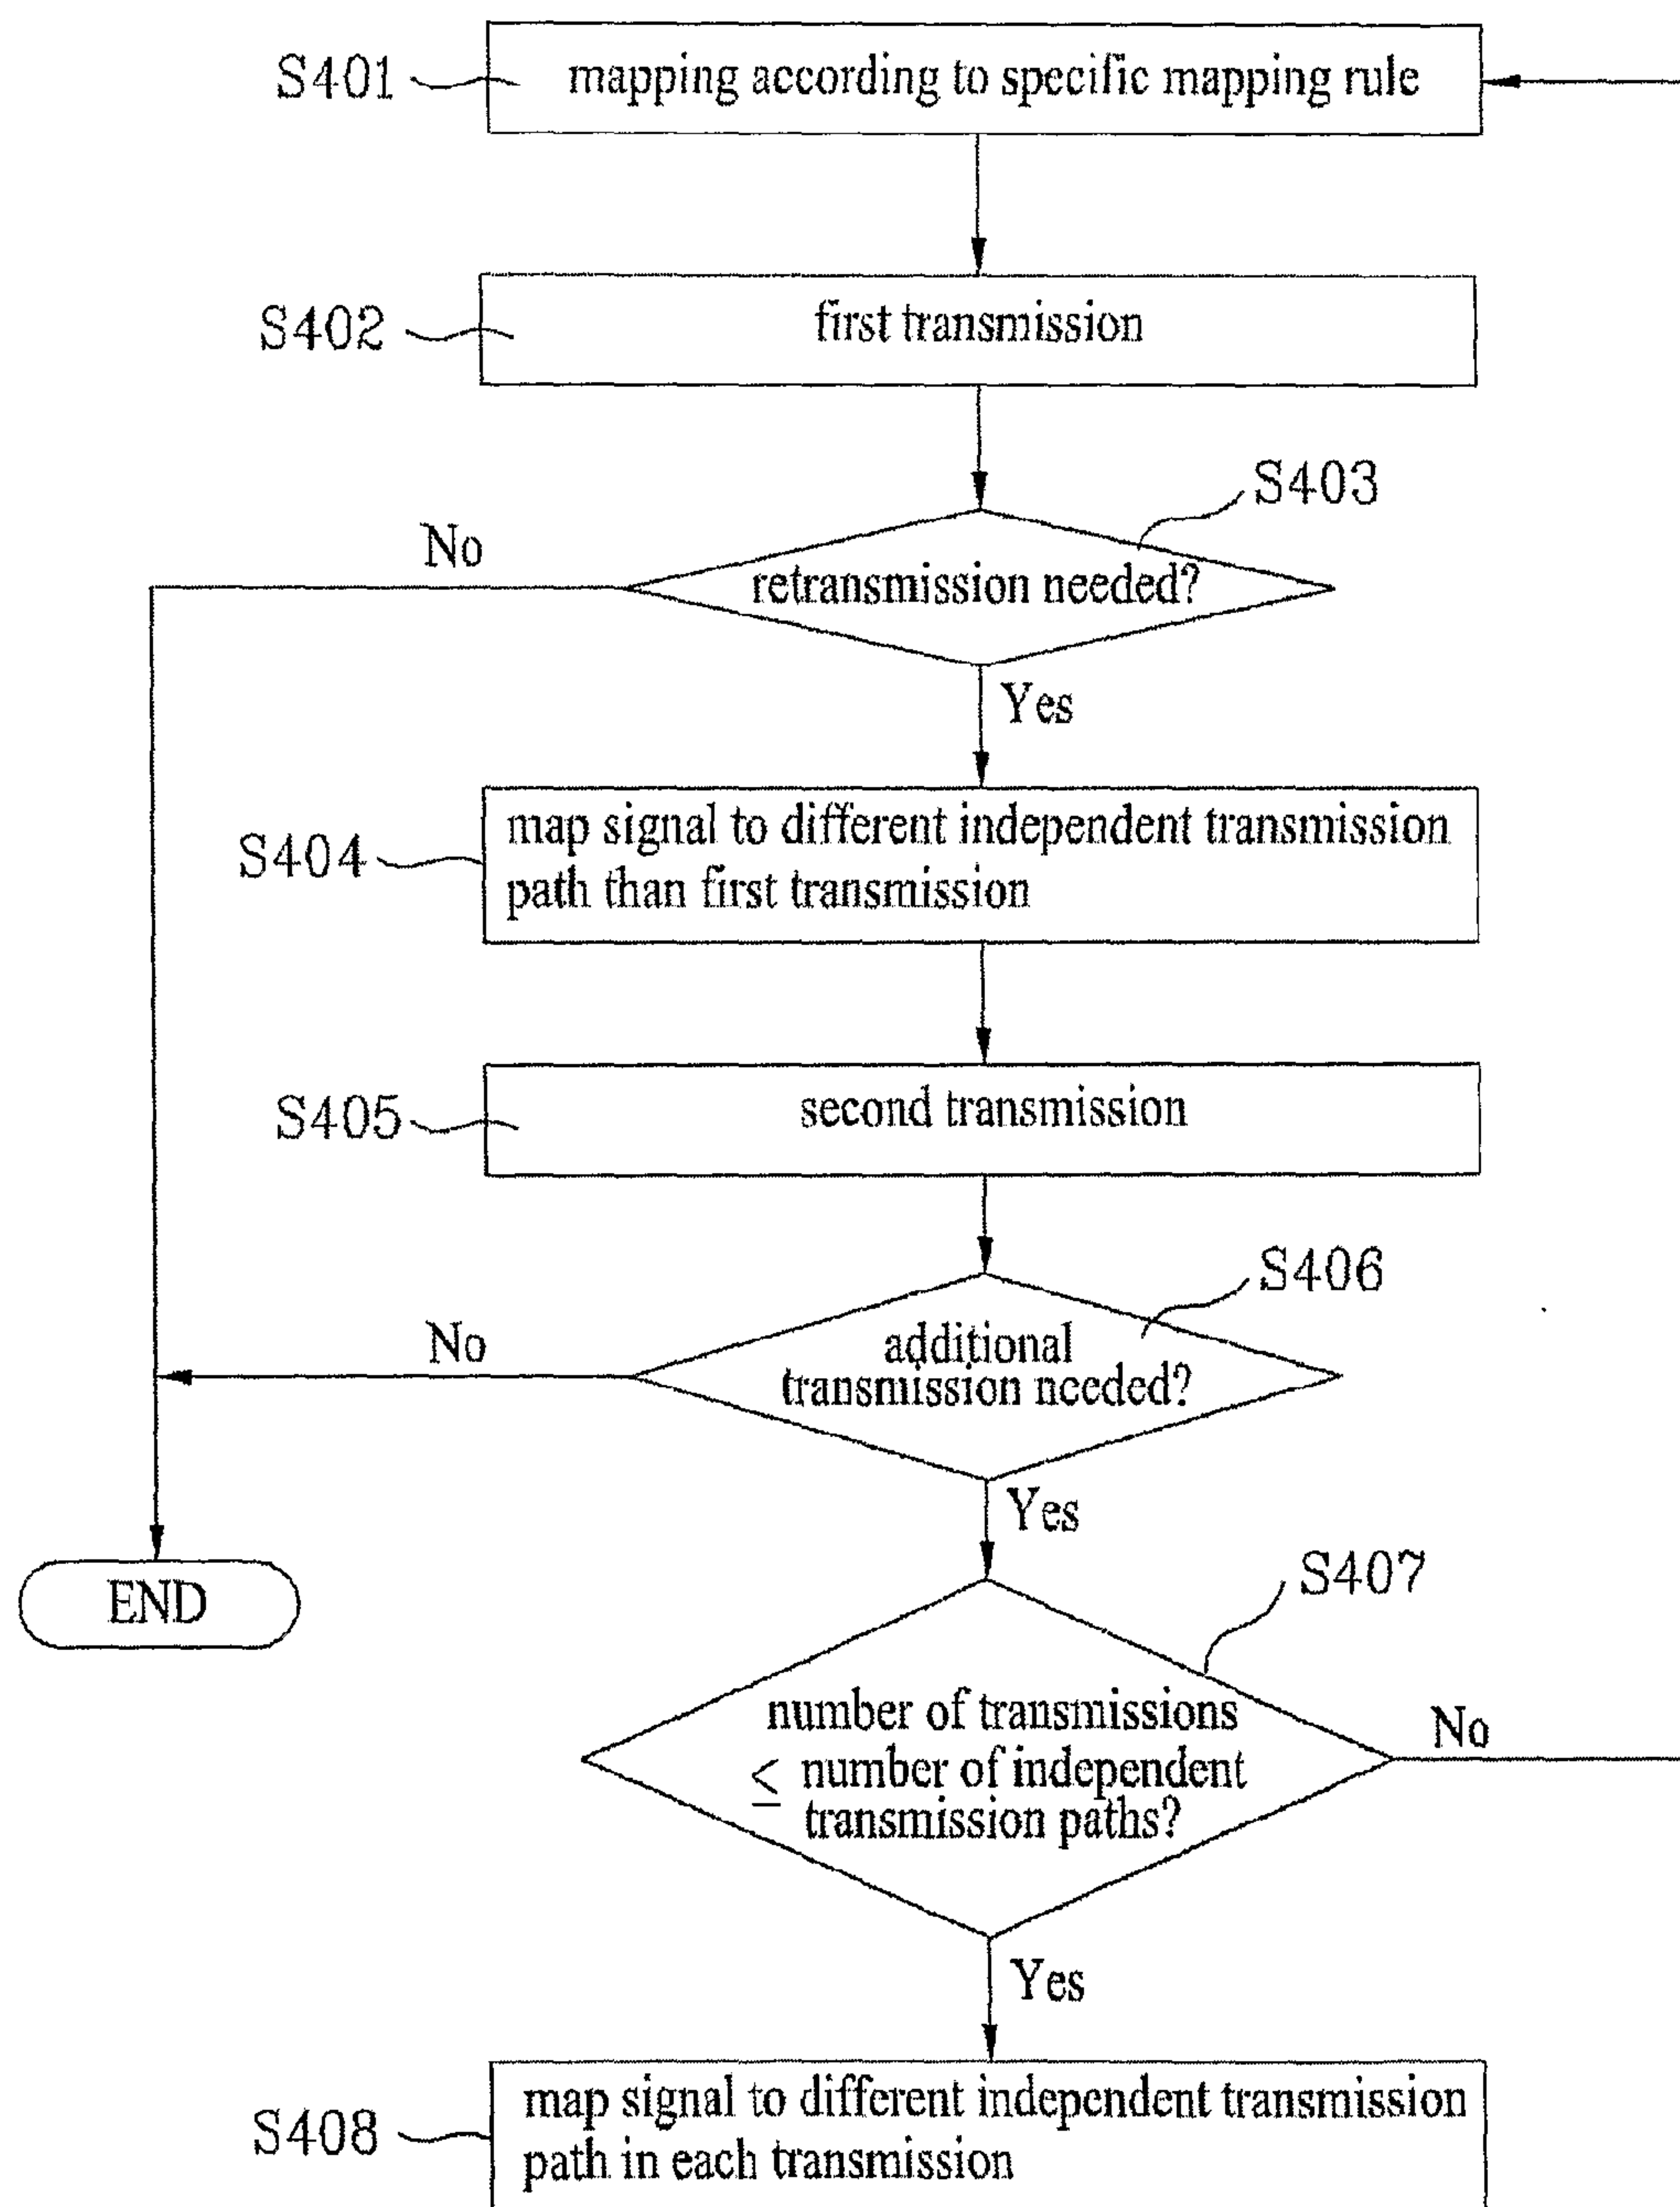 S401
mapping according to specific mapping rule
S402
first transmission
S403
No
retransmission needed?
Yes
S404
map signal to different independent transmission
path than first transmission
S405
second transmission
S406
No
additional
transmission needed?
Yes
END
S407
number of transmissions
≤ number of independent
transmission paths?
No
Yes
S408
map signal to different independent transmission
path in each transmission